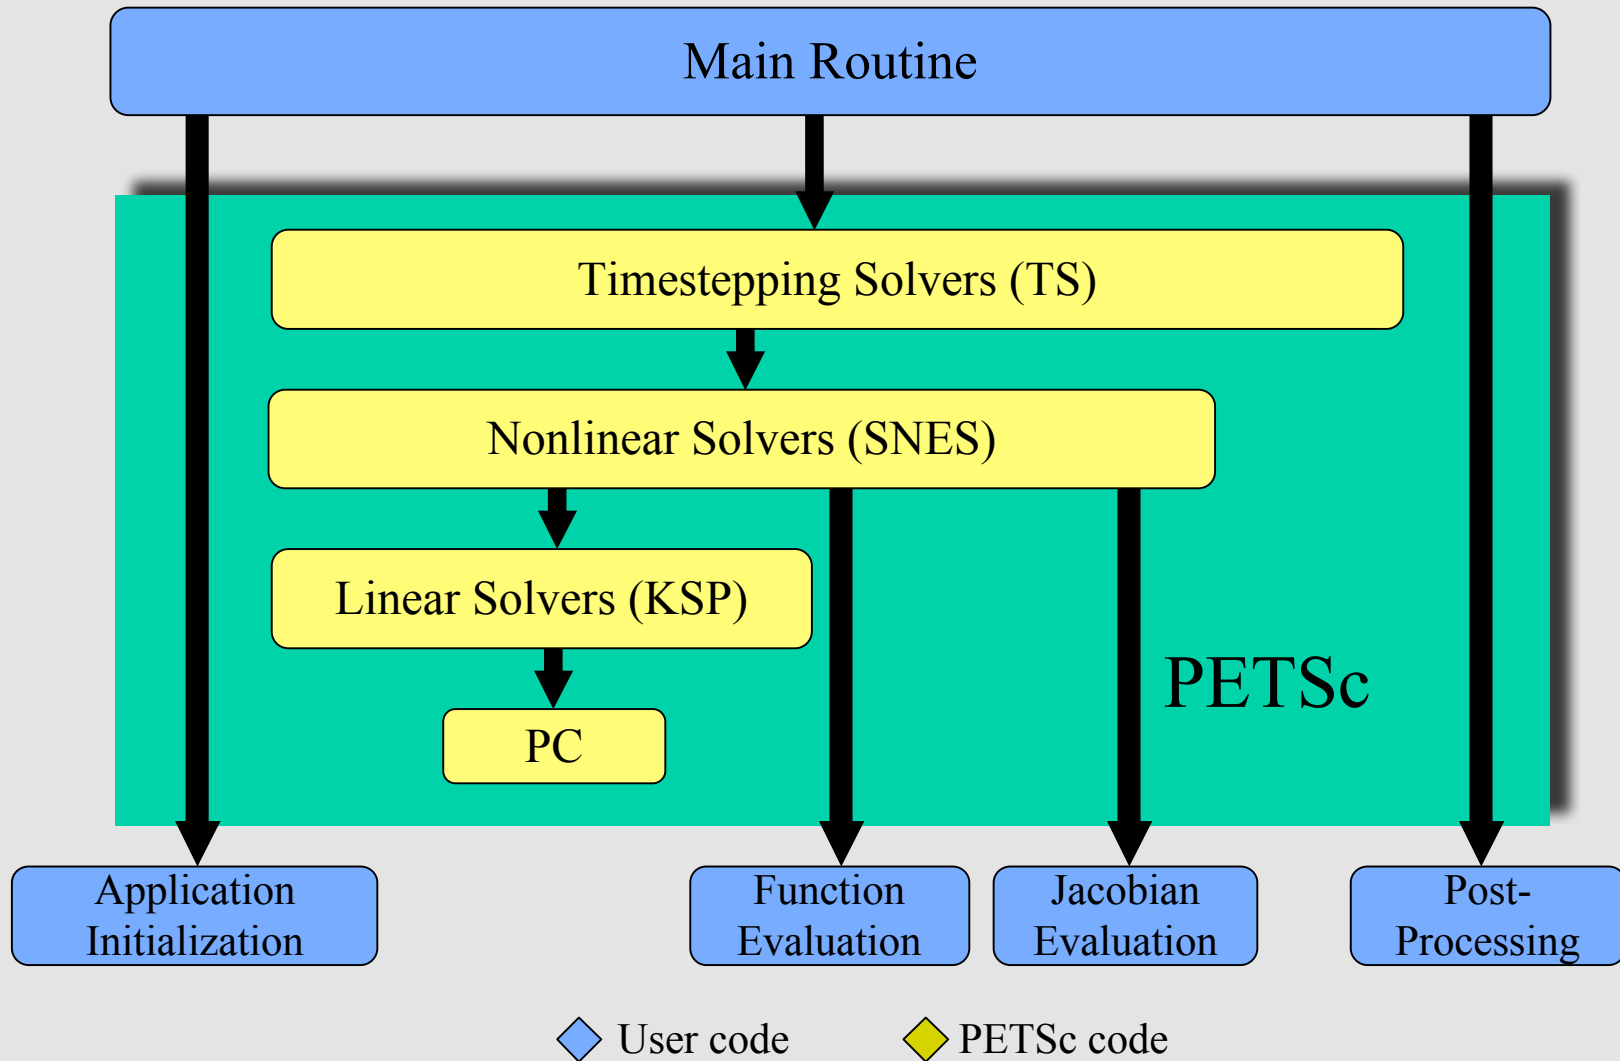 Main Routine
Timestepping Solvers (TS)
Nonlinear Solvers (SNES)
Linear Solvers (KSP)
PETSc
PC
Application
Initialization
Function
Evaluation
Jacobian
Evaluation
Post-
Processing
User code
PETSc code